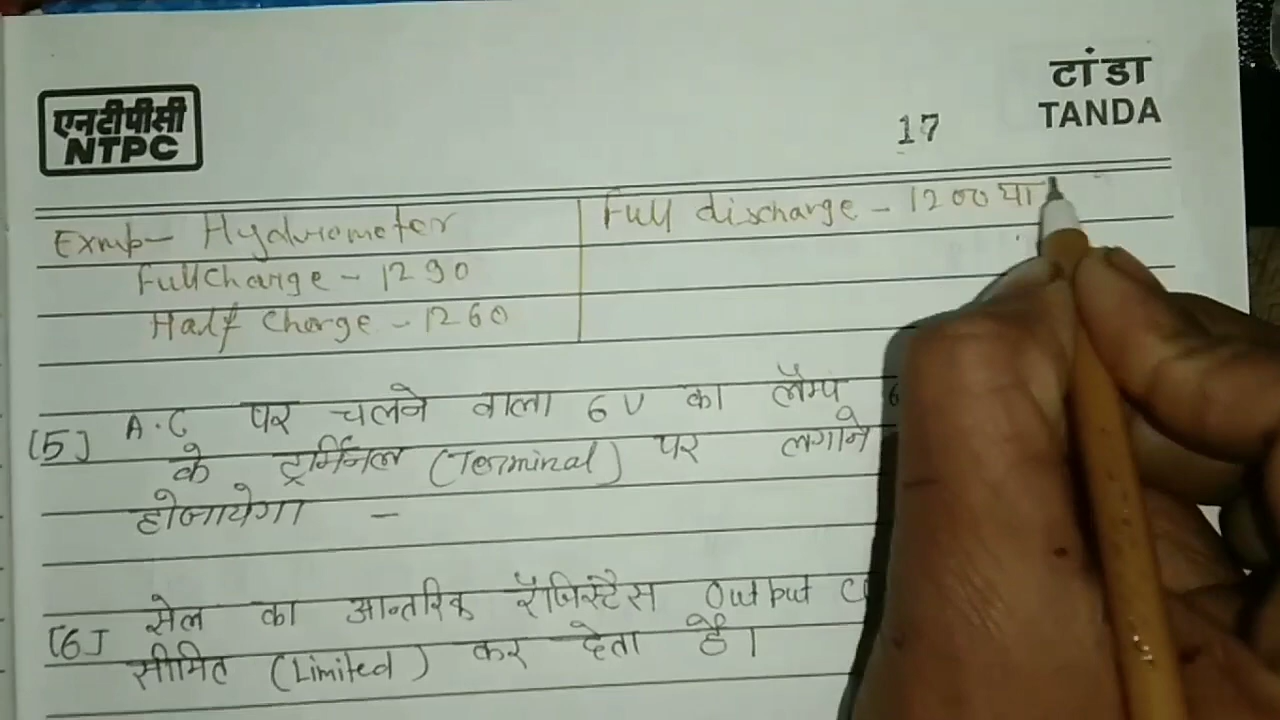 एनटीपीसी
NTPC
17
टांडा
TANDA
Exmp- Hydrometer
Full Charge - 1290
Half Charge - 1260
Full discharge - 1200 या
[5] A.C पर चलने वाला 6V का लैम्प 6
के टर्मिनल (Terminal) पर लगाने
होजायेगा -
[6] सेल का आन्तरिक रैजिस्टैंस Output C
सीमित (Limited) कर देता है।